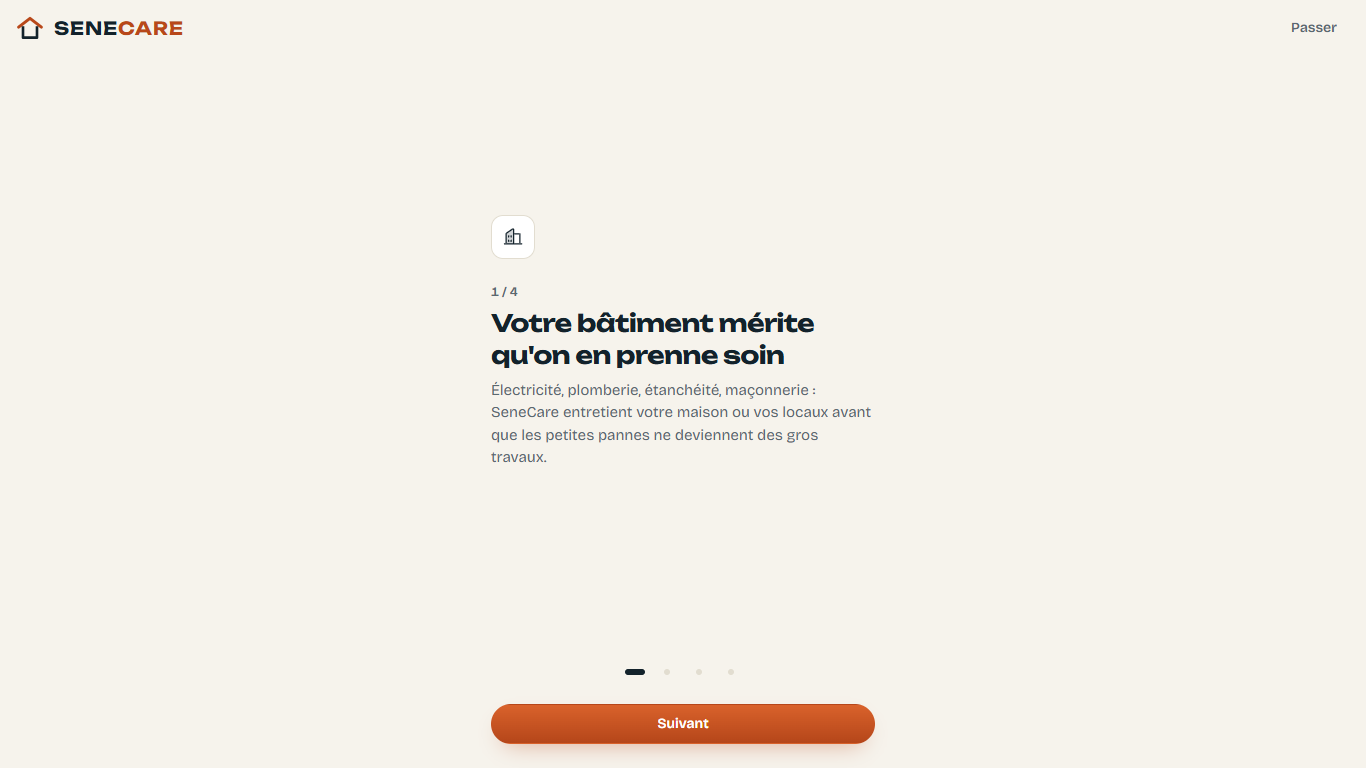 SENECARE
Passer
1 / 4
Votre bâtiment mérite
qu'on en prenne soin
Électricité, plomberie, étanchéité, maçonnerie :
SeneCare entretient votre maison ou vos locaux avant
que les petites pannes ne deviennent des gros
travaux.
Suivant